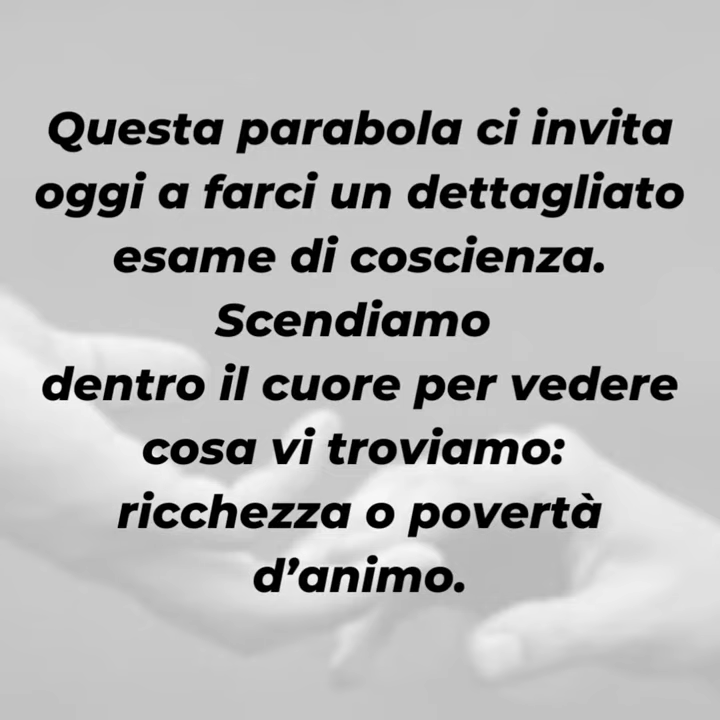 Questa parabola ci invita
oggi a farci un dettagliato
esame di coscienza.
Scendiamo
dentro il cuore per vedere
cosa vi troviamo:
ricchezza o povertà
d’animo.